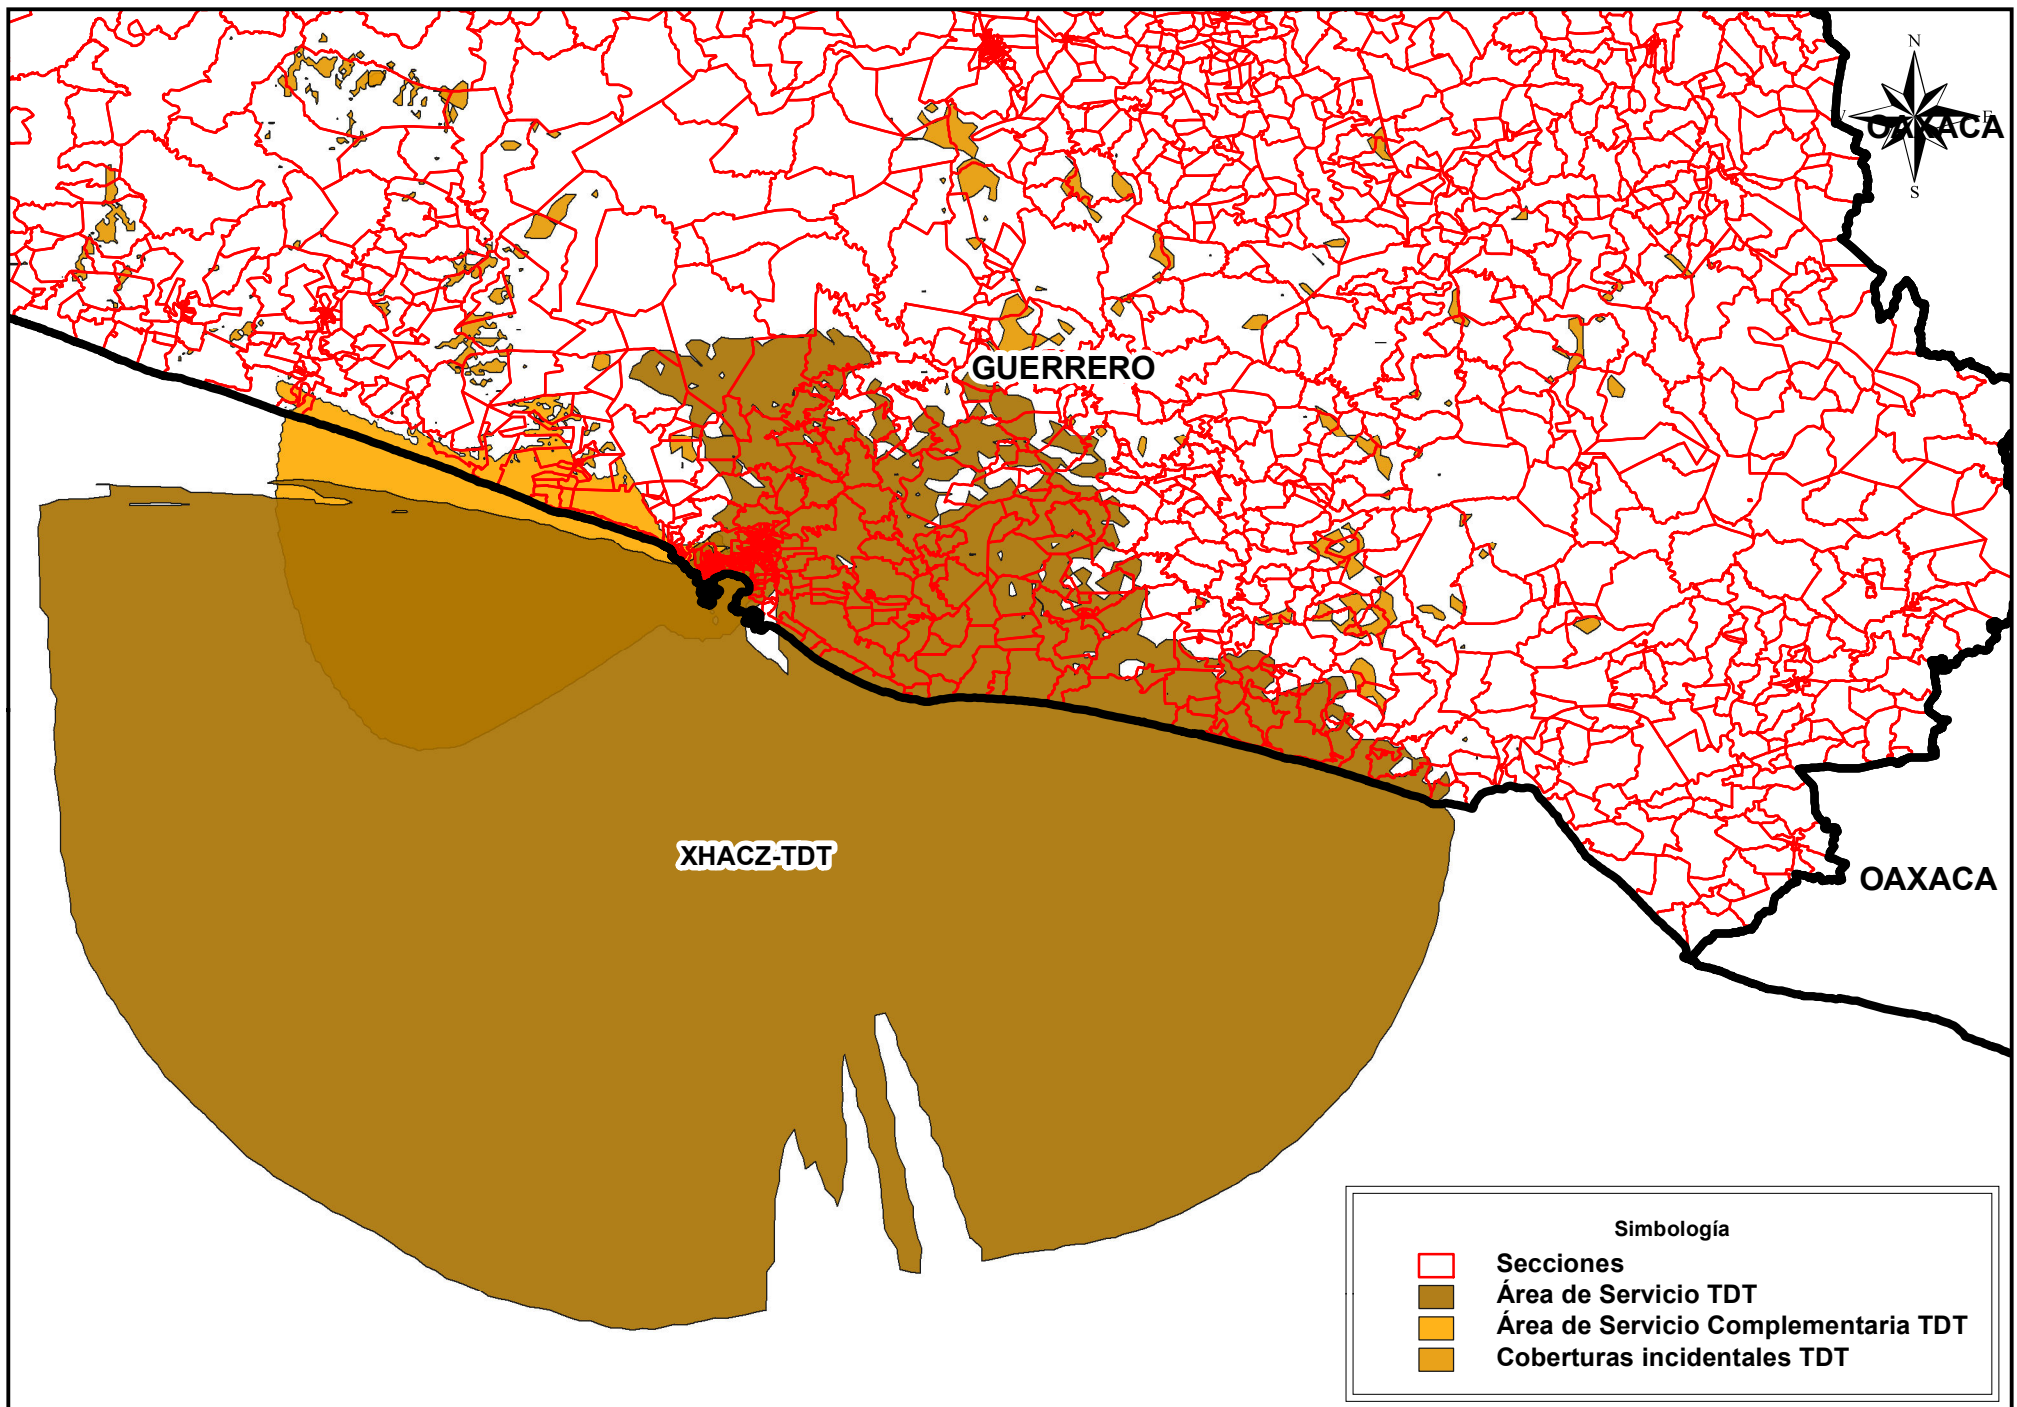 N
OAXACA
E
S
GUERRERO
XHACZ-TDT
OAXACA
Simbología
Secciones
Área de Servicio TDT
Área de Servicio Complementaria TDT
Coberturas incidentales TDT